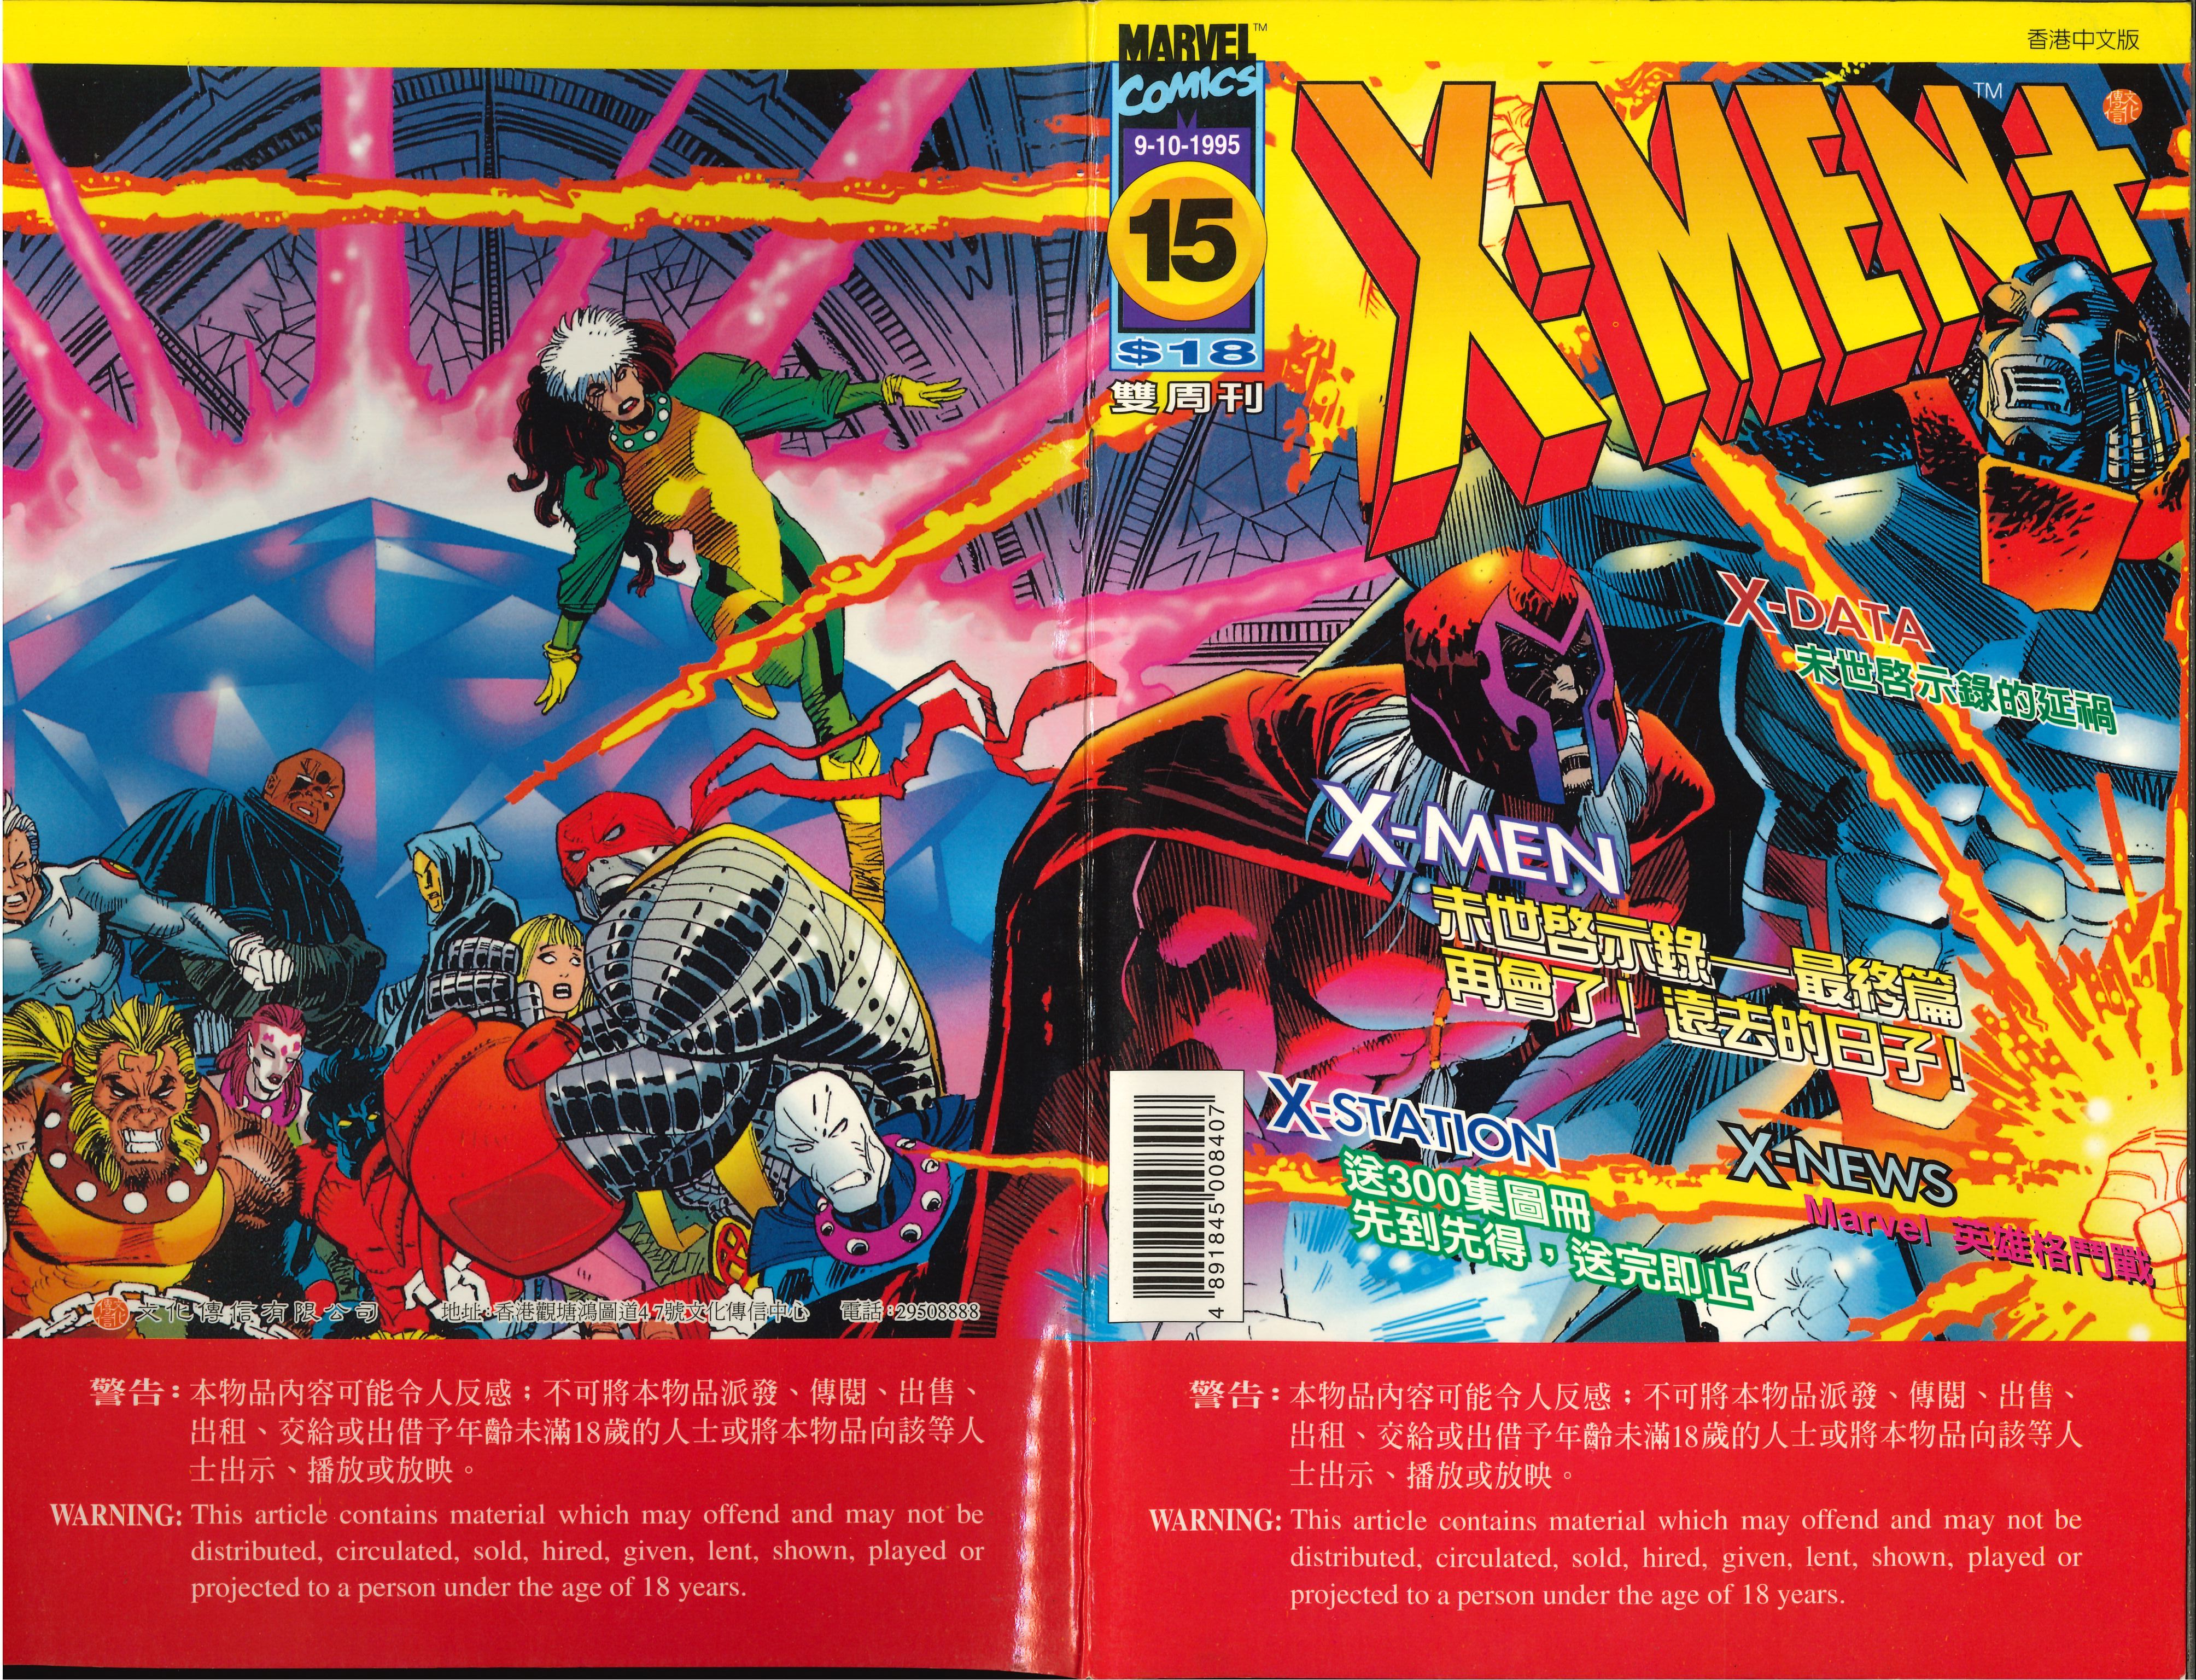 MARVEL™
COMICS
9-10-1995
15
$18
雙周刊
香港中文版
X-MEN+
TM
X-DATA
末世啓示錄的延禍
X-MEN
末世啓示錄——最終篇
再會了！遠去的日子！
X-STATION
送300集圖冊
先到先得，送完即止
X-NEWS
Marvel 英雄格鬥戰
4 891845 008407
文化傳信有限公司 地址：香港觀塘鴻圖道47號文化傳信中心 電話：29508888
警告：本物品內容可能令人反感；不可將本物品派發、傳閱、出售、
出租、交給或出借予年齡未滿18歲的人士或將本物品向該等人
士出示、播放或放映。
WARNING: This article contains material which may offend and may not be
distributed, circulated, sold, hired, given, lent, shown, played or
projected to a person under the age of 18 years.
警告：本物品內容可能令人反感；不可將本物品派發、傳閱、出售、
出租、交給或出借予年齡未滿18歲的人士或將本物品向該等人
士出示、播放或放映。
WARNING: This article contains material which may offend and may not be
distributed, circulated, sold, hired, given, lent, shown, played or
projected to a person under the age of 18 years.